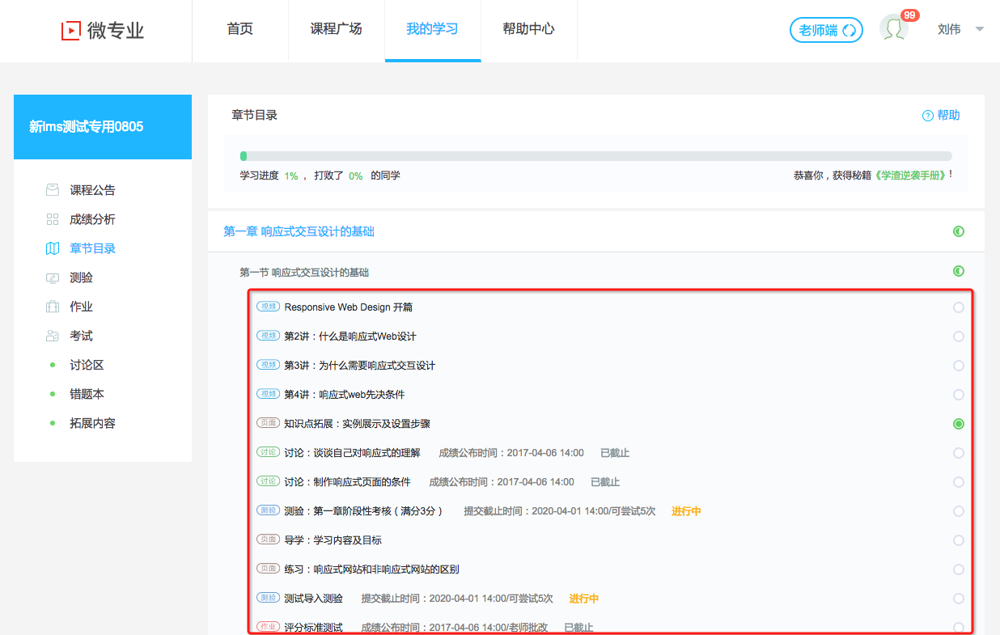 微专业 首页 课程广场 我的学习 帮助中心 老师端 99 刘伟
新lms测试专用0805
课程公告
成绩分析
章节目录
测验
作业
考试
讨论区
错题本
拓展内容
章节目录 ? 帮助
学习进度 1% ，打败了 0% 的同学 恭喜你，获得秘籍《学渣逆袭手册》！
第一章 响应式交互设计的基础
第一节 响应式交互设计的基础
视频 Responsive Web Design 开篇
视频 第2讲：什么是响应式Web设计
视频 第3讲：为什么需要响应式交互设计
视频 第4讲：响应式web先决条件
页面 知识点拓展：实例展示及设置步骤
讨论 讨论：谈谈自己对响应式的理解 成绩公布时间：2017-04-06 14:00 已截止
讨论 讨论：制作响应式页面的条件 成绩公布时间：2017-04-06 14:00 已截止
测验 测验：第一章阶段性考核（满分3分） 提交截止时间：2020-04-01 14:00/可尝试5次 进行中
页面 导学：学习内容及目标
页面 练习：响应式网站和非响应式网站的区别
测验 测试导入测验 提交截止时间：2020-04-01 14:00/可尝试5次 进行中
作业 评分标准测试 成绩公布时间：2017-04-06 14:00/老师批改 已截止